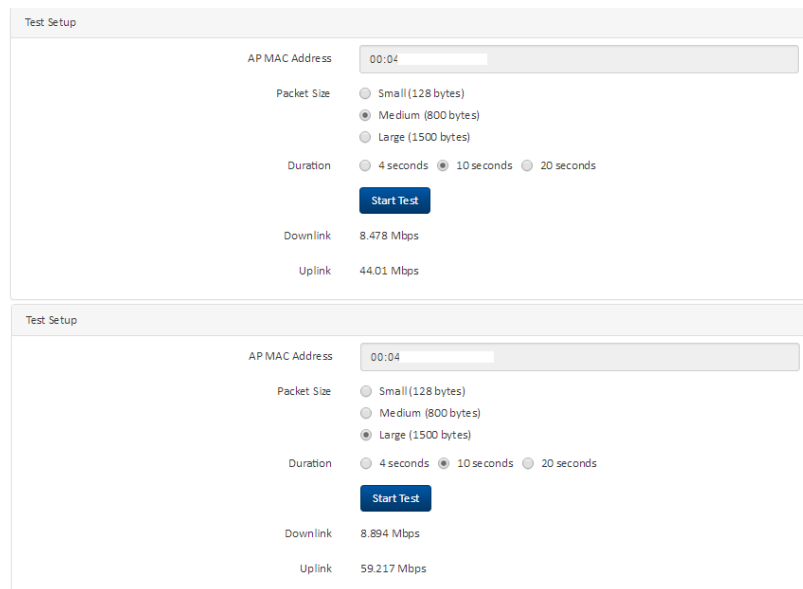 Test Setup
AP MAC Address 00:04
Packet Size Small (128 bytes)
Medium (800 bytes)
Large (1500 bytes)
Duration 4 seconds 10 seconds 20 seconds
Start Test
Downlink 8.478 Mbps
Uplink 44.01 Mbps
Test Setup
AP MAC Address 00:04
Packet Size Small (128 bytes)
Medium (800 bytes)
Large (1500 bytes)
Duration 4 seconds 10 seconds 20 seconds
Start Test
Downlink 8.894 Mbps
Uplink 59.217 Mbps